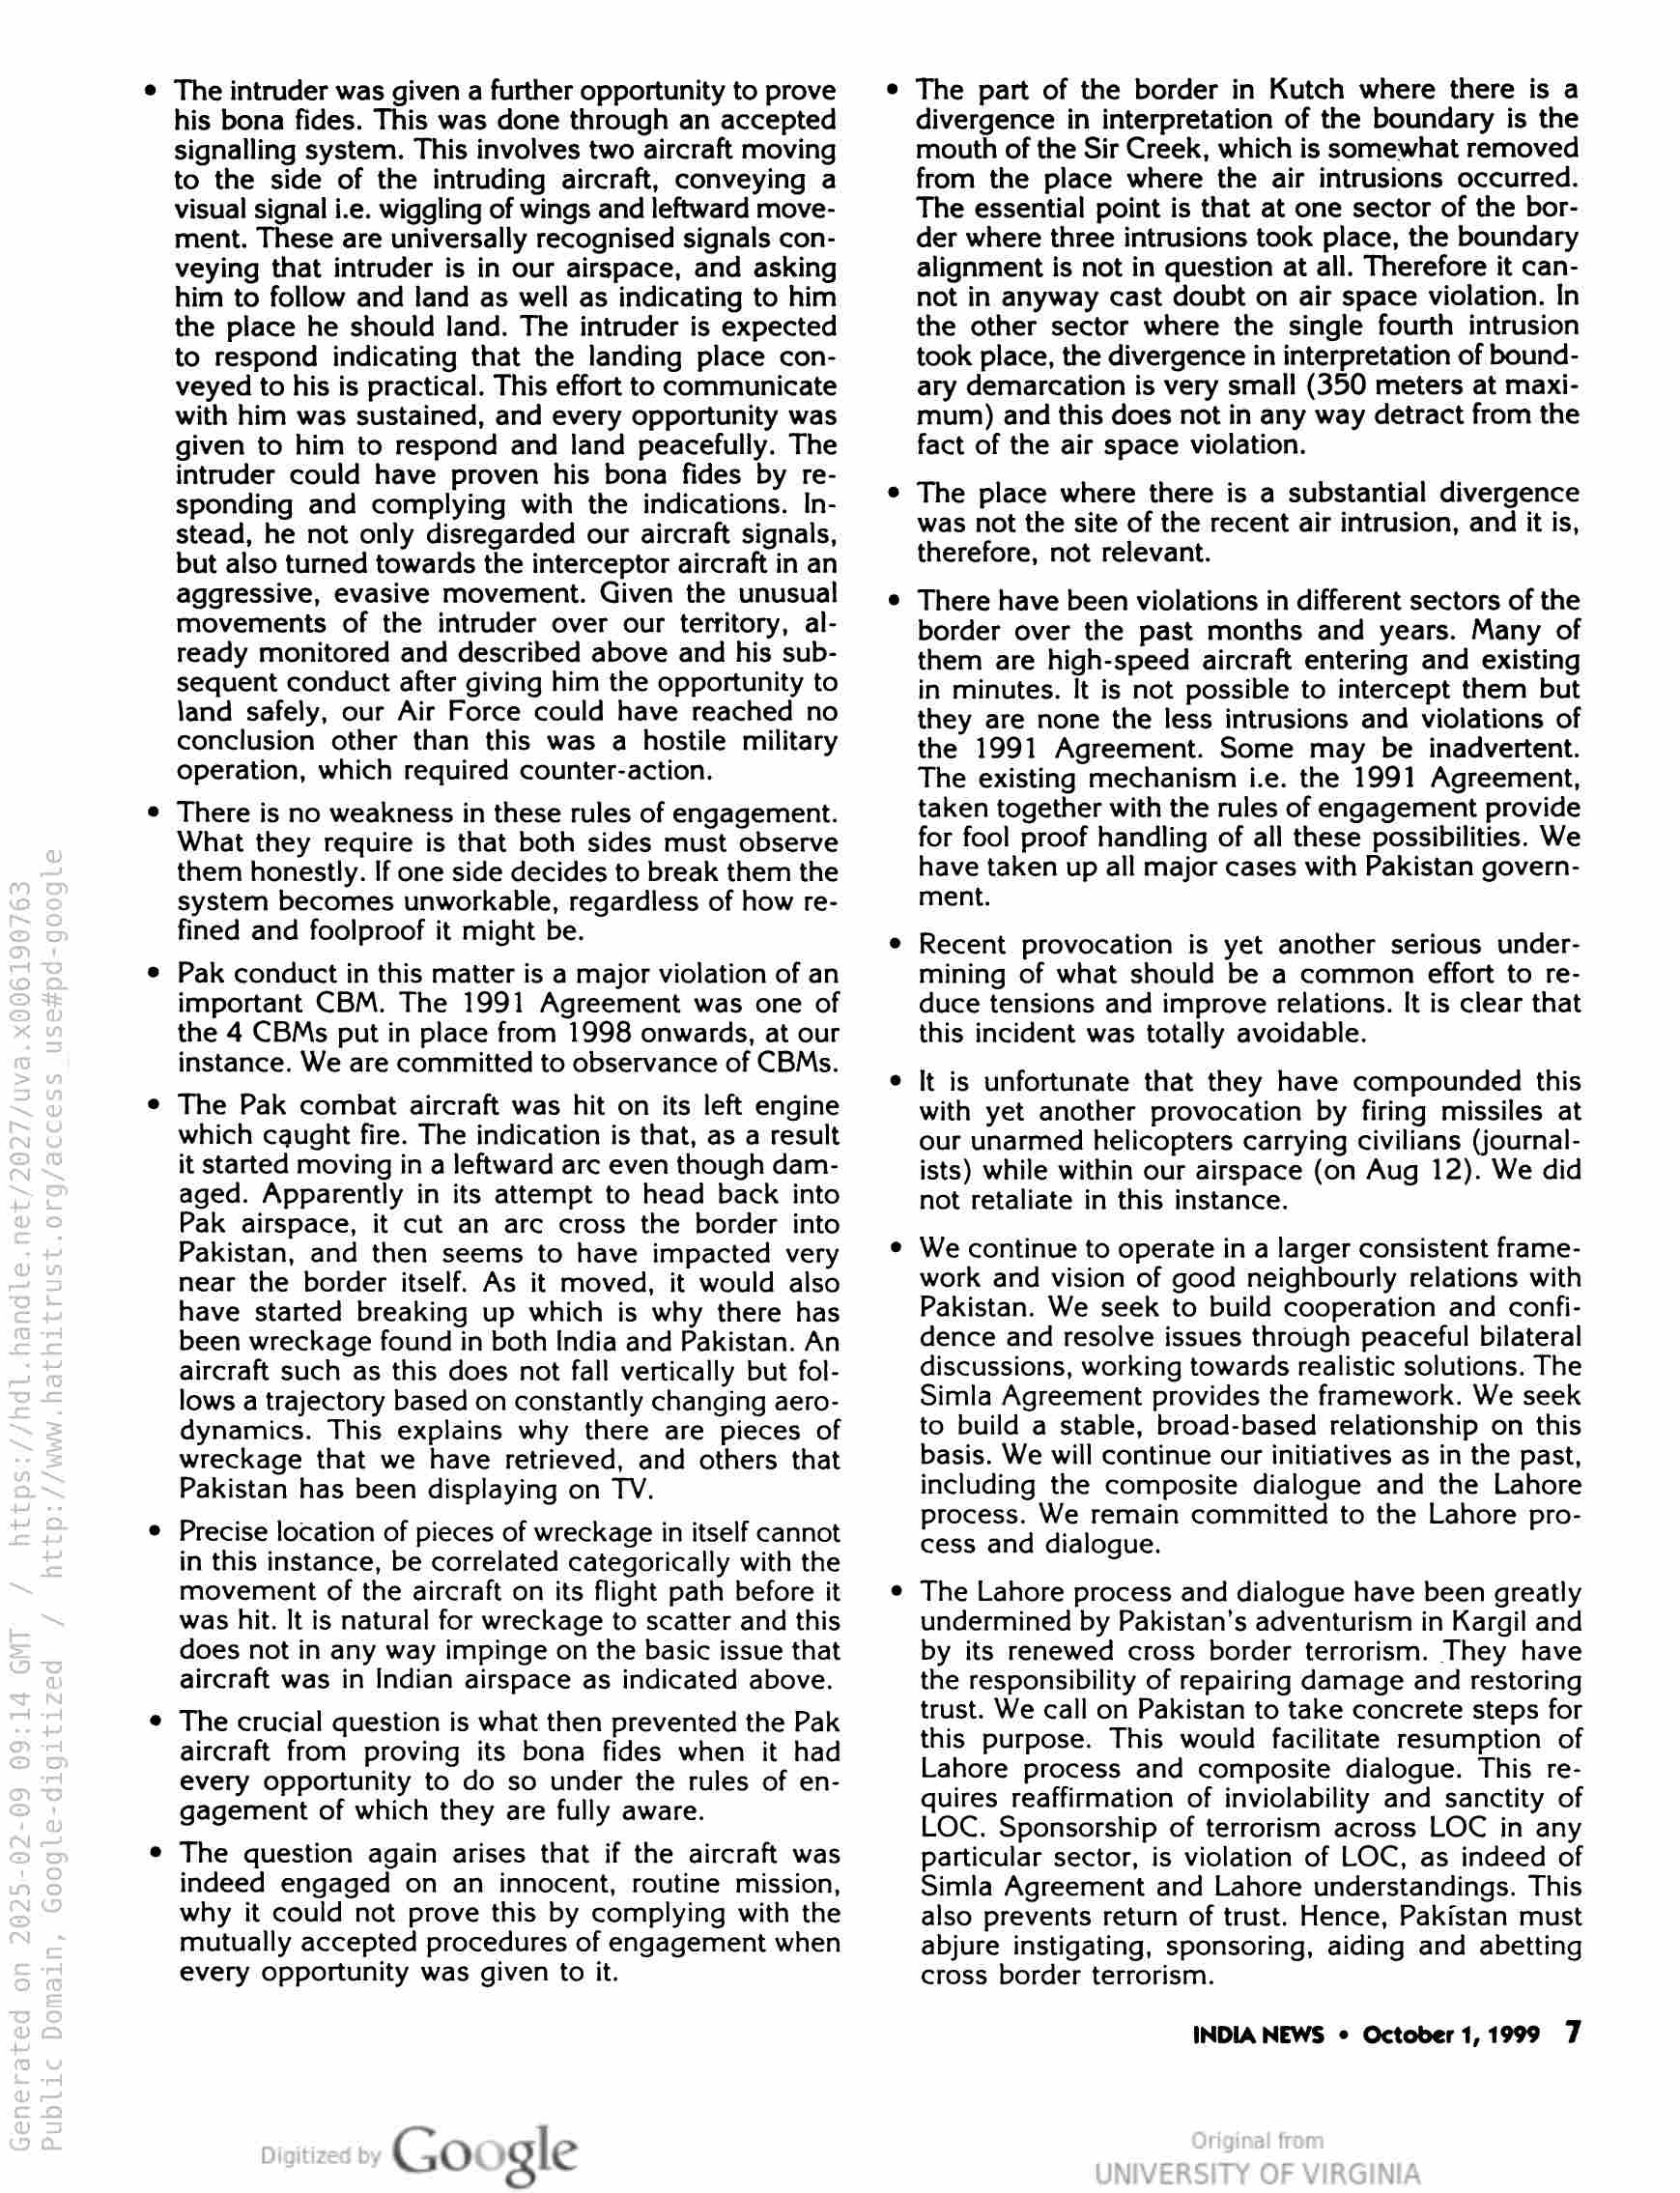 • The intruder was given a further opportunity to prove
his bona fides. This was done through an accepted
signalling system. This involves two aircraft moving
to the side of the intruding aircraft, conveying a
visual signal i.e. wiggling of wings and leftward move-
ment. These are universally recognised signals con-
veying that intruder is in our airspace, and asking
him to follow and land as well as indicating to him
the place he should land. The intruder is expected
to respond indicating that the landing place con-
veyed to his is practical. This effort to communicate
with him was sustained, and every opportunity was
given to him to respond and land peacefully. The
intruder could have proven his bona fides by re-
sponding and complying with the indications. In-
stead, he not only disregarded our aircraft signals,
but also turned towards the interceptor aircraft in an
aggressive, evasive movement. Given the unusual
movements of the intruder over our territory, al-
ready monitored and described above and his sub-
sequent conduct after giving him the opportunity to
land safely, our Air Force could have reached no
conclusion other than this was a hostile military
operation, which required counter-action.
• There is no weakness in these rules of engagement.
What they require is that both sides must observe
them honestly. If one side decides to break them the
system becomes unworkable, regardless of how re-
fined and foolproof it might be.
• Pak conduct in this matter is a major violation of an
important CBM. The 1991 Agreement was one of
the 4 CBMs put in place from 1998 onwards, at our
instance. We are committed to observance of CBMs.
• The Pak combat aircraft was hit on its left engine
which caught fire. The indication is that, as a result
it started moving in a leftward arc even though dam-
aged. Apparently in its attempt to head back into
Pak airspace, it cut an arc cross the border into
Pakistan, and then seems to have impacted very
near the border itself. As it moved, it would also
have started breaking up which is why there has
been wreckage found in both India and Pakistan. An
aircraft such as this does not fall vertically but fol-
lows a trajectory based on constantly changing aero-
dynamics. This explains why there are pieces of
wreckage that we have retrieved, and others that
Pakistan has been displaying on TV.
• Precise location of pieces of wreckage in itself cannot
in this instance, be correlated categorically with the
movement of the aircraft on its flight path before it
was hit. It is natural for wreckage to scatter and this
does not in any way impinge on the basic issue that
aircraft was in Indian airspace as indicated above.
• The crucial question is what then prevented the Pak
aircraft from proving its bona fides when it had
every opportunity to do so under the rules of en-
gagement of which they are fully aware.
• The question again arises that if the aircraft was
indeed engaged on an innocent, routine mission,
why it could not prove this by complying with the
mutually accepted procedures of engagement when
every opportunity was given to it.
• The part of the border in Kutch where there is a
divergence in interpretation of the boundary is the
mouth of the Sir Creek, which is somewhat removed
from the place where the air intrusions occurred.
The essential point is that at one sector of the bor-
der where three intrusions took place, the boundary
alignment is not in question at all. Therefore it can-
not in anyway cast doubt on air space violation. In
the other sector where the single fourth intrusion
took place, the divergence in interpretation of bound-
ary demarcation is very small (350 meters at maxi-
mum) and this does not in any way detract from the
fact of the air space violation.
• The place where there is a substantial divergence
was not the site of the recent air intrusion, and it is,
therefore, not relevant.
• There have been violations in different sectors of the
border over the past months and years. Many of
them are high-speed aircraft entering and existing
in minutes. It is not possible to intercept them but
they are none the less intrusions and violations of
the 1991 Agreement. Some may be inadvertent.
The existing mechanism i.e. the 1991 Agreement,
taken together with the rules of engagement provide
for fool proof handling of all these possibilities. We
have taken up all major cases with Pakistan govern-
ment.
• Recent provocation is yet another serious under-
mining of what should be a common effort to re-
duce tensions and improve relations. It is clear that
this incident was totally avoidable.
• It is unfortunate that they have compounded this
with yet another provocation by firing missiles at
our unarmed helicopters carrying civilians (journal-
ists) while within our airspace (on Aug 12). We did
not retaliate in this instance.
• We continue to operate in a larger consistent frame-
work and vision of good neighbourly relations with
Pakistan. We seek to build cooperation and confi-
dence and resolve issues through peaceful bilateral
discussions, working towards realistic solutions. The
Simla Agreement provides the framework. We seek
to build a stable, broad-based relationship on this
basis. We will continue our initiatives as in the past,
including the composite dialogue and the Lahore
process. We remain committed to the Lahore pro-
cess and dialogue.
• The Lahore process and dialogue have been greatly
undermined by Pakistan's adventurism in Kargil and
by its renewed cross border terrorism. They have
the responsibility of repairing damage and restoring
trust. We call on Pakistan to take concrete steps for
this purpose. This would facilitate resumption of
Lahore process and composite dialogue. This re-
quires reaffirmation of inviolability and sanctity of
LOC. Sponsorship of terrorism across LOC in any
particular sector, is violation of LOC, as indeed of
Simla Agreement and Lahore understandings. This
also prevents return of trust. Hence, Pakistan must
abjure instigating, sponsoring, aiding and abetting
cross border terrorism.
INDIA NEWS • October 1, 1999 7
Generated on 2025-02-09 09:14 GMT / https://hdl.handle.net/2027/uva.x006190763
Public Domain, Google-digitized / http://www.hathitrust.org/access_use#pd-google
Digitized by Google
Original from
UNIVERSITY OF VIRGINIA